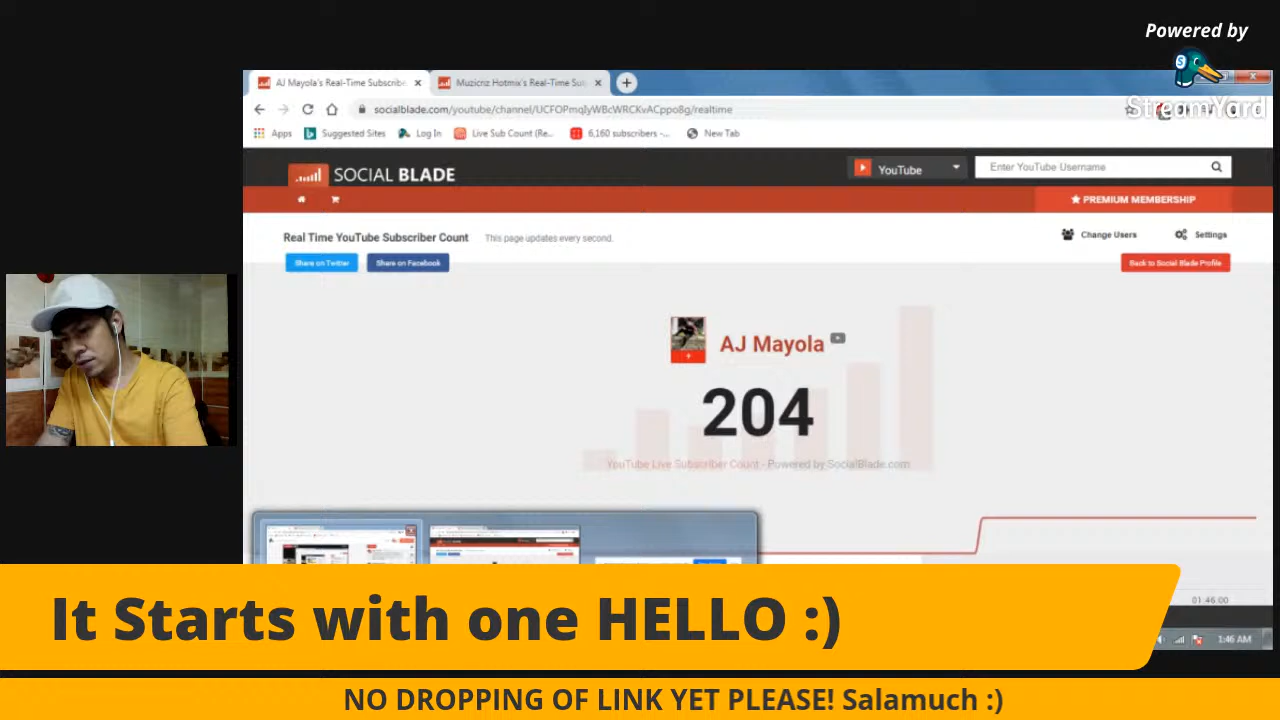 Powered by
StreamYard
AJ Mayola's Real-Time Subscribe
Muzicnz Hotmix's Real-Time Su
socialblade.com/youtube/channel/UCFOPmqJyWBcWRCKvACppo8g/realtime
Apps
Suggested Sites
Log In
Live Sub Count (Re...
6,160 subscribers -...
New Tab
SOCIAL BLADE
YouTube
Enter YouTube Username
PREMIUM MEMBERSHIP
Real Time YouTube Subscriber Count
This page updates every second.
Change Users
Settings
Share on Twitter
Share on Facebook
Back to Social Blade Profile
AJ Mayola
204
YouTube Live Subscriber Count - Powered by SocialBlade.com
01:46:00
1:46 AM
It Starts with one HELLO :)
NO DROPPING OF LINK YET PLEASE! Salamuch :)